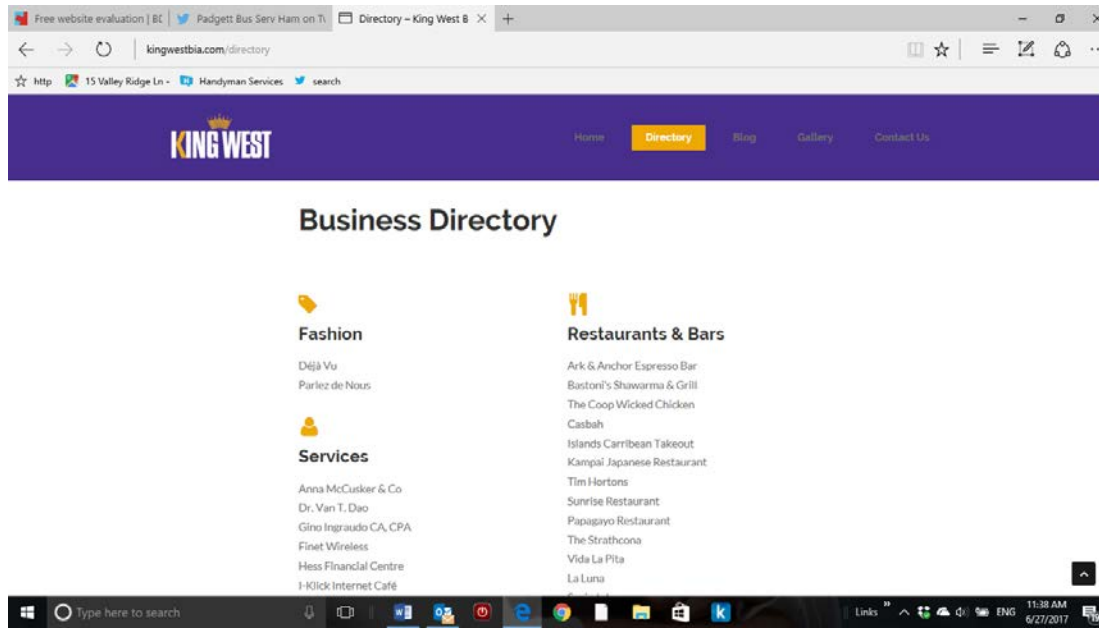 Free website evaluation | BD
Padgett Bus Serv Ham on Tw
Directory – King West B
kingwestbia.com/directory
http
15 Valley Ridge Ln -
Handyman Services
search
KING WEST
Home
Directory
Blog
Gallery
Contact Us
Business Directory
Fashion
Déjà Vu
Parlez de Nous
Services
Anna McCusker & Co
Dr. Van T. Dao
Gino Ingraudo CA, CPA
Finet Wireless
Hess Financial Centre
I-Klick Internet Café
Restaurants & Bars
Ark & Anchor Espresso Bar
Bastoni's Shawarma & Grill
The Coop Wicked Chicken
Casbah
Islands Carribean Takeout
Kampai Japanese Restaurant
Tim Hortons
Sunrise Restaurant
Papagayo Restaurant
The Strathcona
Vida La Pita
La Luna
Type here to search
Links
ENG
11:38 AM
6/27/2017